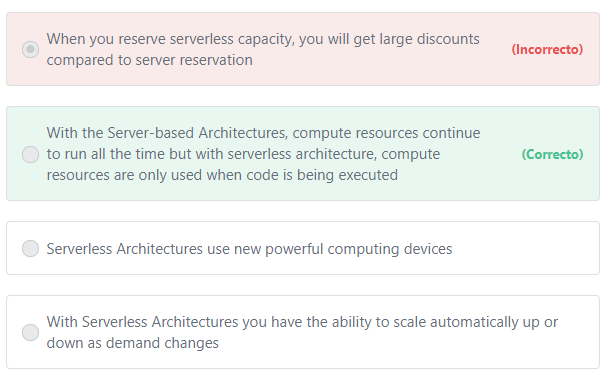 When you reserve serverless capacity, you will get large discounts
compared to server reservation
(Incorrecto)
With the Server-based Architectures, compute resources continue
to run all the time but with serverless architecture, compute
resources are only used when code is being executed
(Correcto)
Serverless Architectures use new powerful computing devices
With Serverless Architectures you have the ability to scale automatically up or
down as demand changes